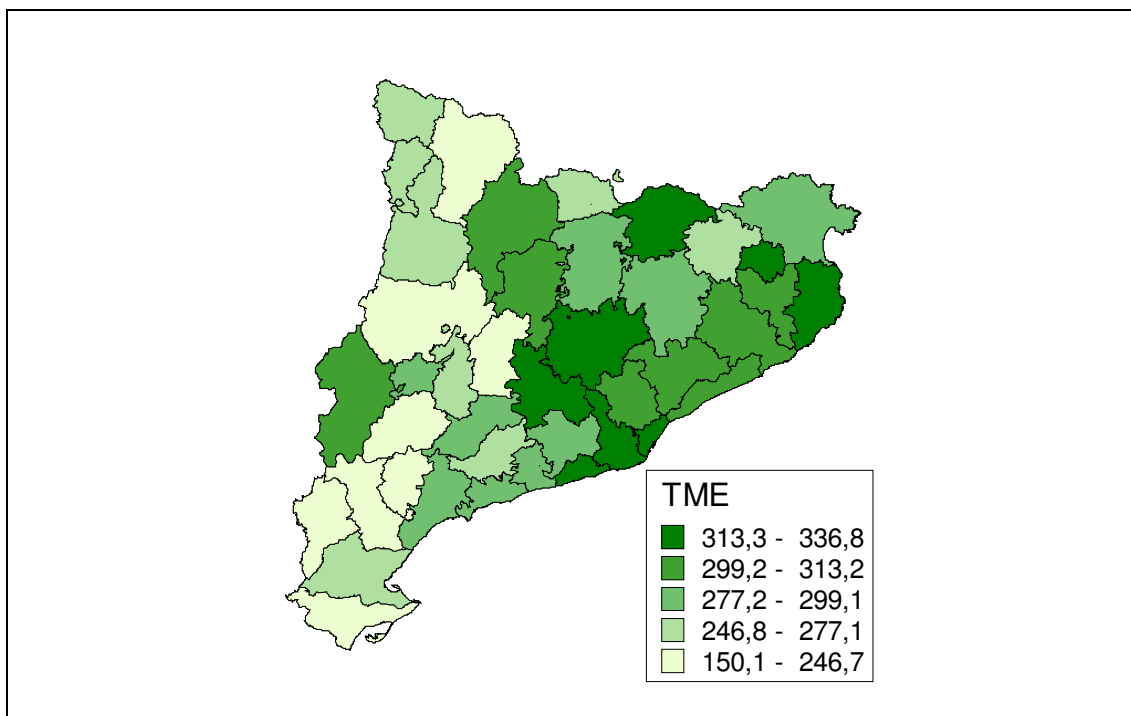 TME
313,3 - 336,8
299,2 - 313,2
277,2 - 299,1
246,8 - 277,1
150,1 - 246,7